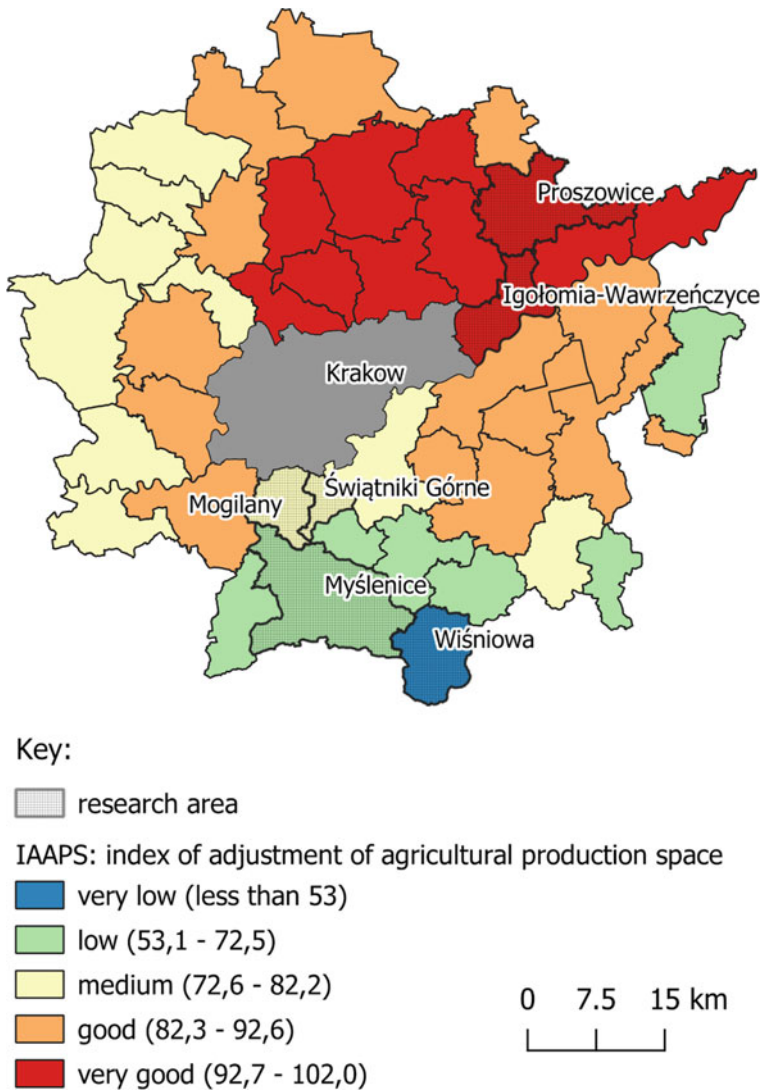 Proszowice
Igołomia-Wawrzeńczyce
Krakow
Świątniki Górne
Mogilany
Myślenice
Wiśniowa
Key:
research area
IAAPS: index of adjustment of agricultural production space
very low (less than 53)
low (53,1 - 72,5)
medium (72,6 - 82,2)
good (82,3 - 92,6)
very good (92,7 - 102,0)
0 7.5 15 km